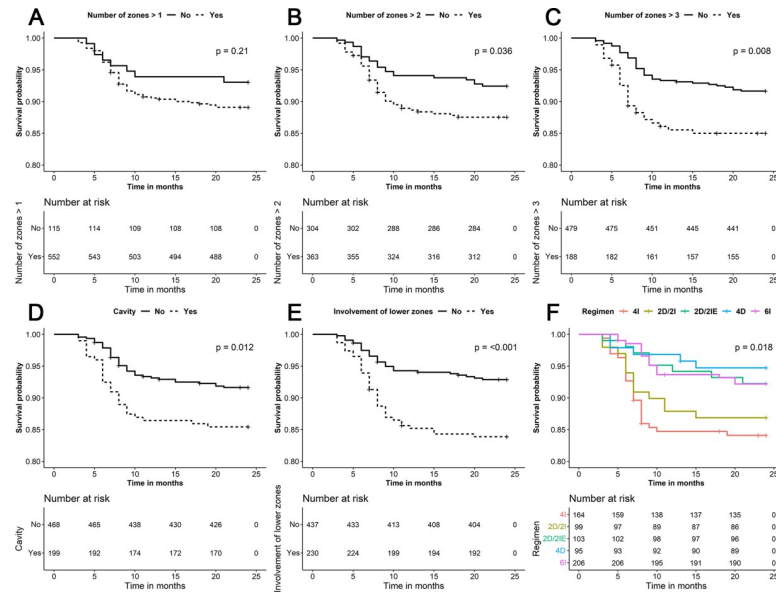 A
Number of zones > 1 No Yes
p = 0.21
Survival probability
1.00
0.95
0.90
0.85
0.80
0 5 10 15 20 25
Time in months
Number at risk
Number of zones > 1
No 115 114 109 108 108 0
Yes 552 543 503 494 488 0
0 5 10 15 20 25
Time in months
B
Number of zones > 2 No Yes
p = 0.036
Survival probability
1.00
0.95
0.90
0.85
0.80
0 5 10 15 20 25
Time in months
Number at risk
Number of zones > 2
No 304 302 288 286 284 0
Yes 363 355 324 316 312 0
0 5 10 15 20 25
Time in months
C
Number of zones > 3 No Yes
p = 0.008
Survival probability
1.00
0.95
0.90
0.85
0.80
0 5 10 15 20 25
Time in months
Number at risk
Number of zones > 3
No 479 475 451 445 441 0
Yes 188 182 161 157 155 0
0 5 10 15 20 25
Time in months
D
Cavity No Yes
p = 0.012
Survival probability
1.00
0.95
0.90
0.85
0.80
0 5 10 15 20 25
Time in months
Number at risk
Cavity
No 468 465 438 430 426 0
Yes 199 192 174 172 170 0
0 5 10 15 20 25
Time in months
E
Involvement of lower zones No Yes
p = <0.001
Survival probability
1.00
0.95
0.90
0.85
0.80
0 5 10 15 20 25
Time in months
Number at risk
Involvement of lower zones
No 437 433 413 408 404 0
Yes 230 224 199 194 192 0
0 5 10 15 20 25
Time in months
F
Regimen 4I 2D/2I 2D/2IE 4D 6I
p = 0.018
Survival probability
1.00
0.95
0.90
0.85
0.80
0 5 10 15 20 25
Time in months
Number at risk
Regimen
4I 164 159 138 137 135 0
2D/2I 99 97 89 87 86 0
2D/2IE 103 102 98 97 96 0
4D 95 93 92 90 89 0
6I 206 206 195 191 190 0
0 5 10 15 20 25
Time in months